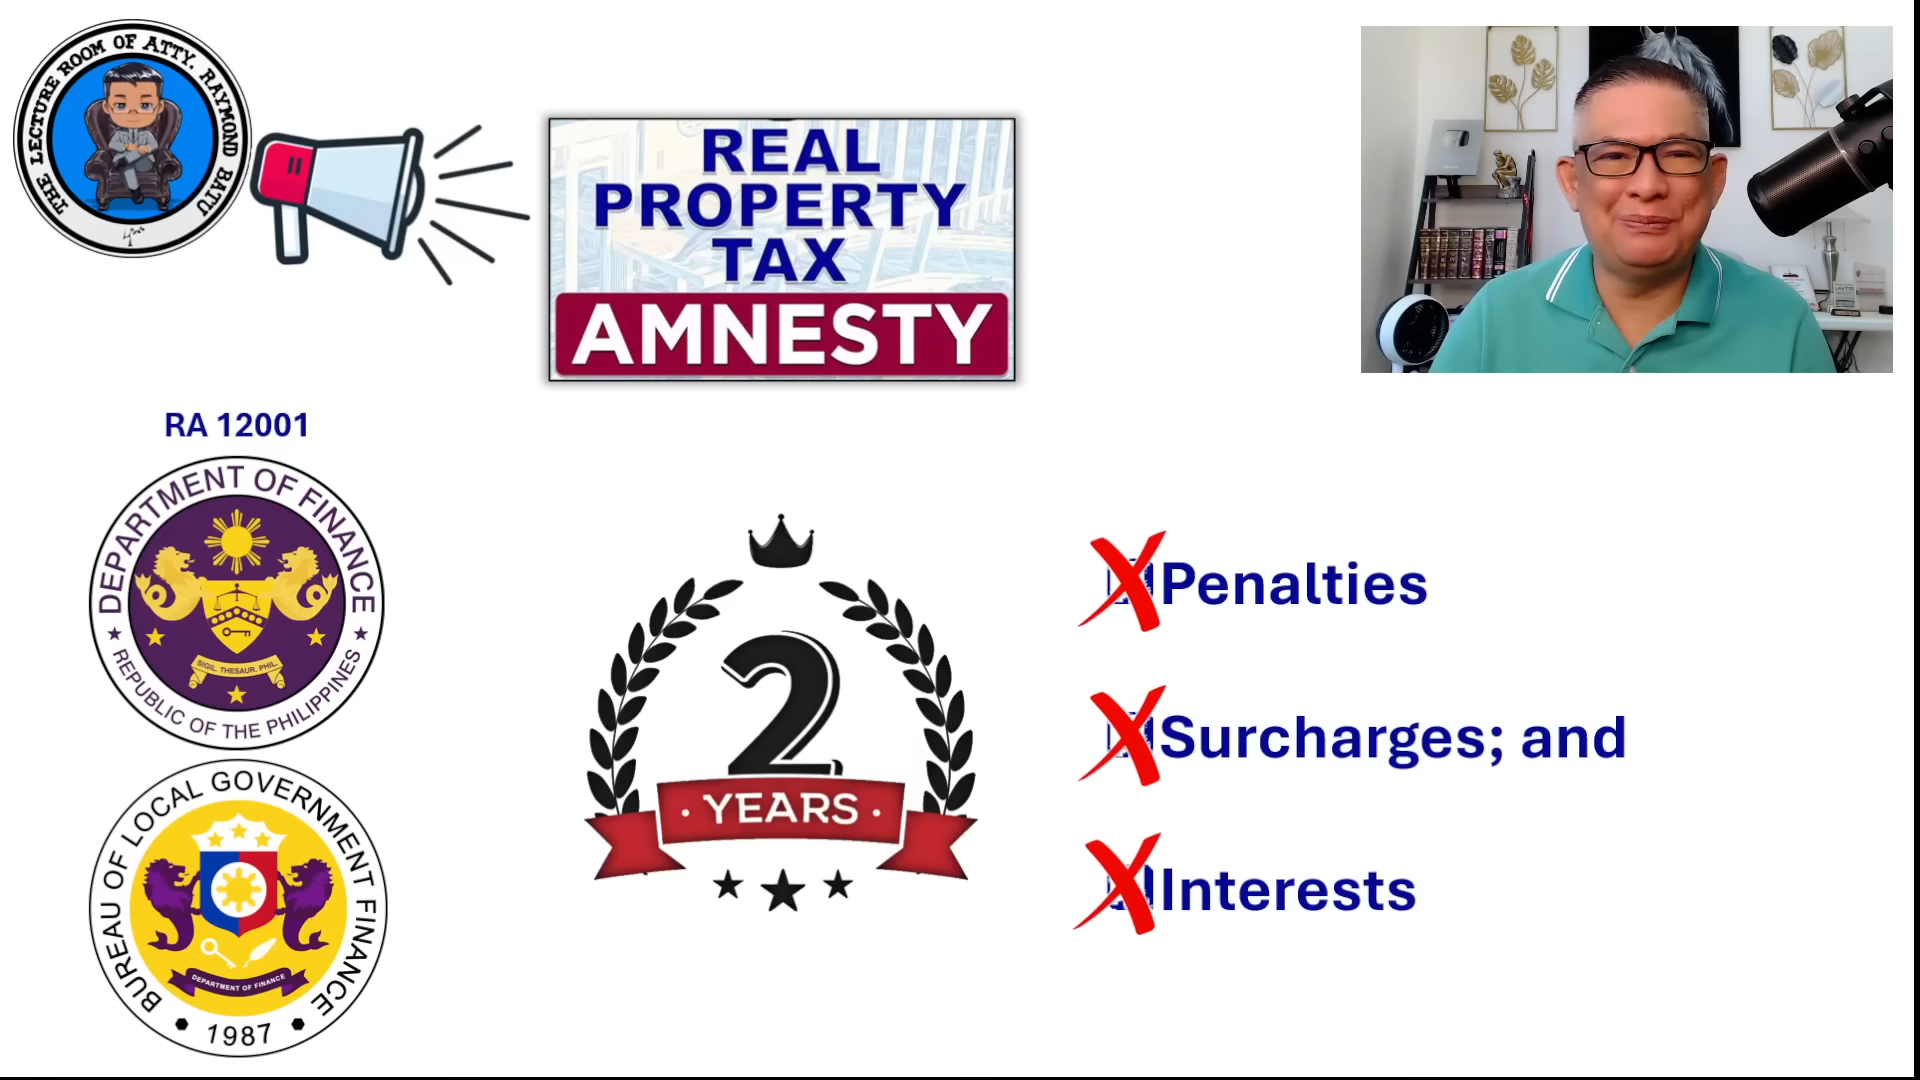 THE LECTURE ROOM OF ATTY. RAYMOND BATU
REAL
PROPERTY
TAX
AMNESTY
RA 12001
DEPARTMENT OF FINANCE
SIGIL. THESAUR. PHIL.
REPUBLIC OF THE PHILIPPINES
BUREAU OF LOCAL GOVERNMENT FINANCE
DEPARTMENT OF FINANCE
1987
2
YEARS
Penalties
Surcharges; and
Interests